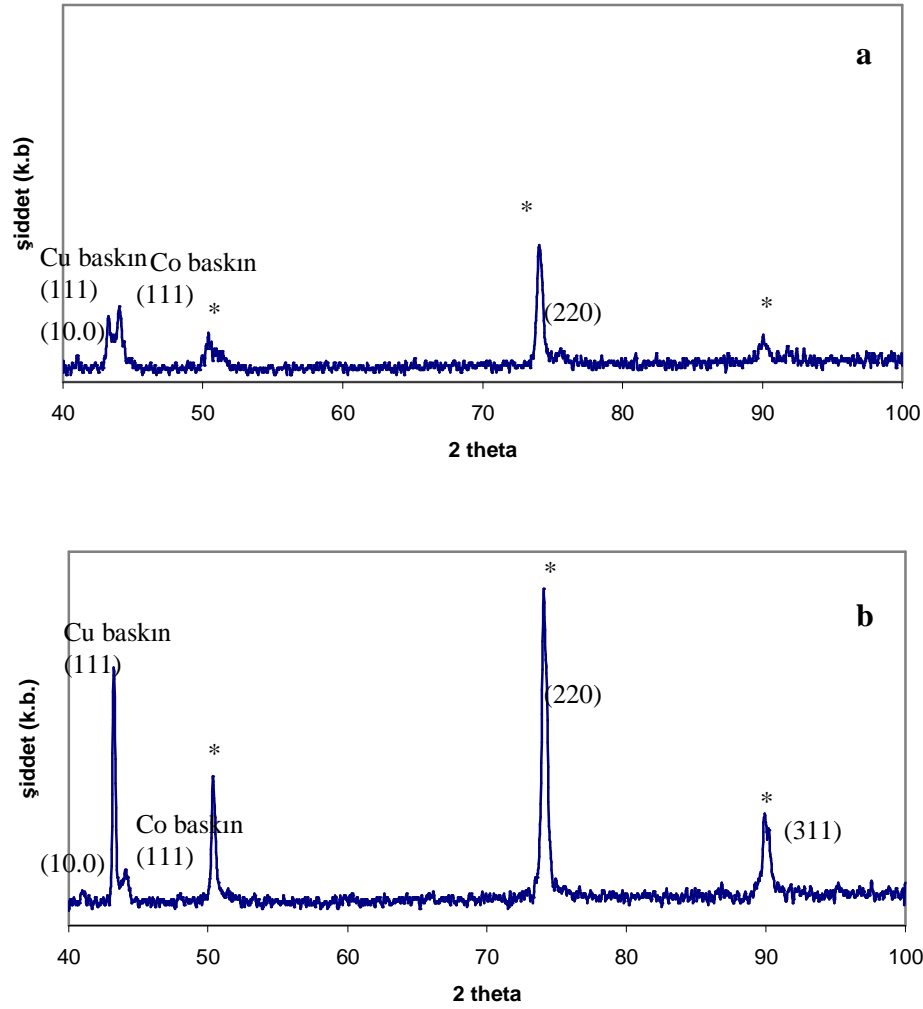 a
şiddet (k.b)
*
Cu baskın Co baskın
(111) (111)
(10.0) * (220) *
40 50 60 70 80 90 100
2 theta
*
b
Cu baskın
(111)
şiddet (k.b.)
(220)
*
*
Co baskın (311)
(10.0) (111)
40 50 60 70 80 90 100
2 theta